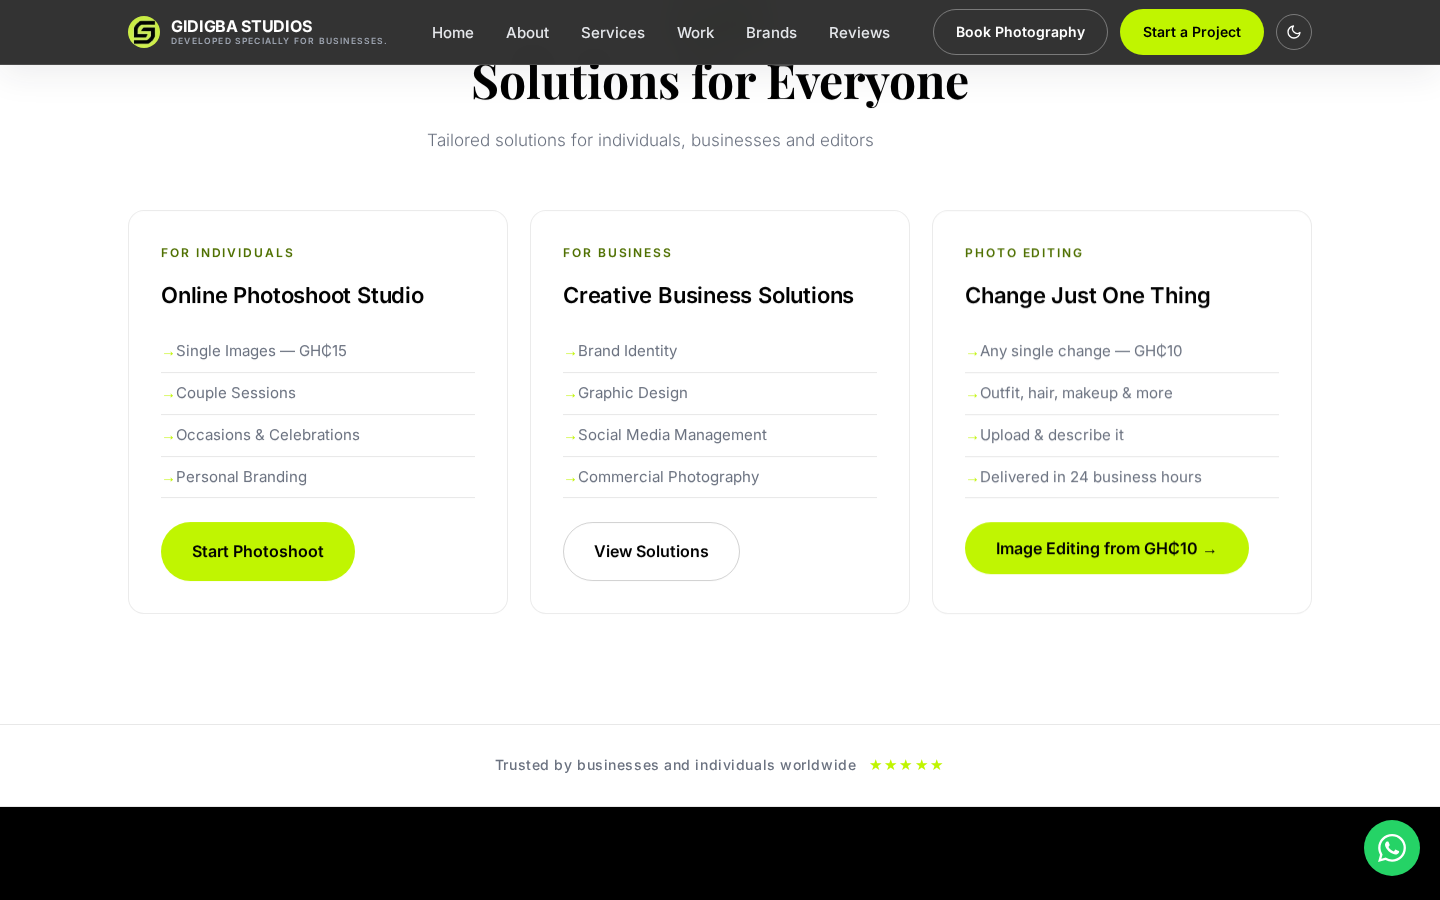 GIDIGBA STUDIOS
DEVELOPED SPECIALLY FOR BUSINESSES.
Home
About
Services
Work
Brands
Reviews
Book Photography
Start a Project
Solutions for Everyone
Tailored solutions for individuals, businesses and editors
FOR INDIVIDUALS
Online Photoshoot Studio
→Single Images — GH₵15
→Couple Sessions
→Occasions & Celebrations
→Personal Branding
Start Photoshoot
FOR BUSINESS
Creative Business Solutions
→Brand Identity
→Graphic Design
→Social Media Management
→Commercial Photography
View Solutions
PHOTO EDITING
Change Just One Thing
→Any single change — GH₵10
→Outfit, hair, makeup & more
→Upload & describe it
→Delivered in 24 business hours
Image Editing from GH₵10 →
Trusted by businesses and individuals worldwide ★★★★★